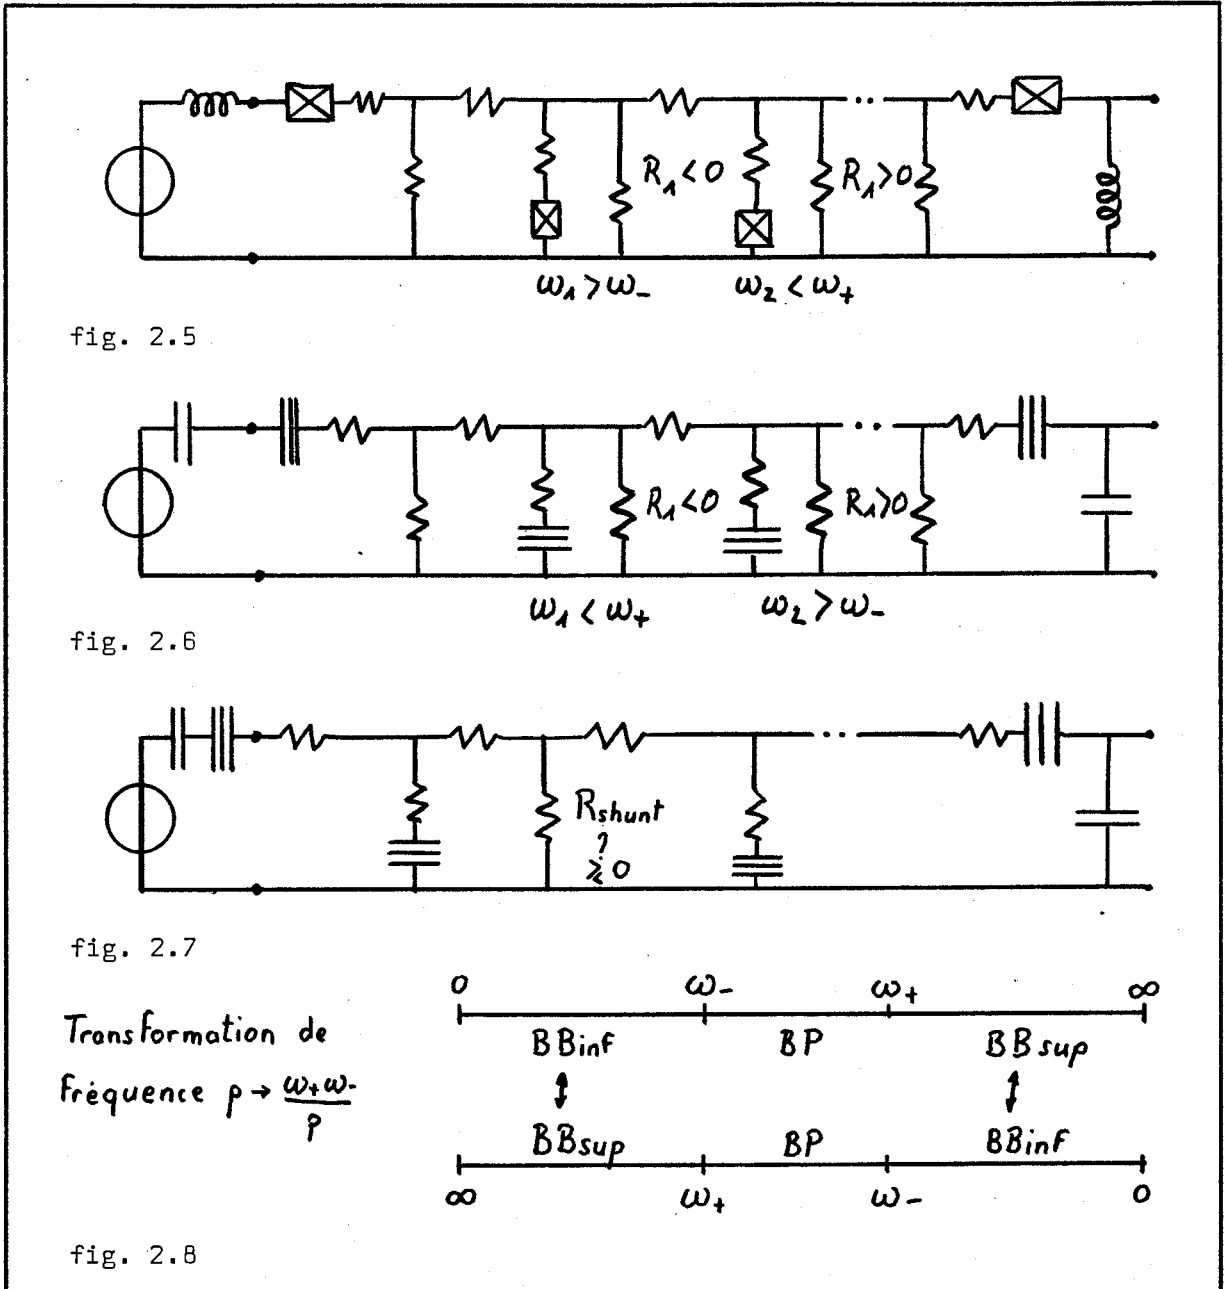 R₁<0 R₁>0
ω₁>ω₋ ω₂<ω₊
fig. 2.5
R₁<0 R₁>0
ω₁<ω₊ ω₂>ω₋
fig. 2.6
Rshunt
?
≷ 0
fig. 2.7
0 ω₋ ω₊ ∞
Transformation de
BBinf BP BBsup
fréquence p → ω₊ω₋/p
BBsup BP BBinf
∞ ω₊ ω₋ 0
fig. 2.8